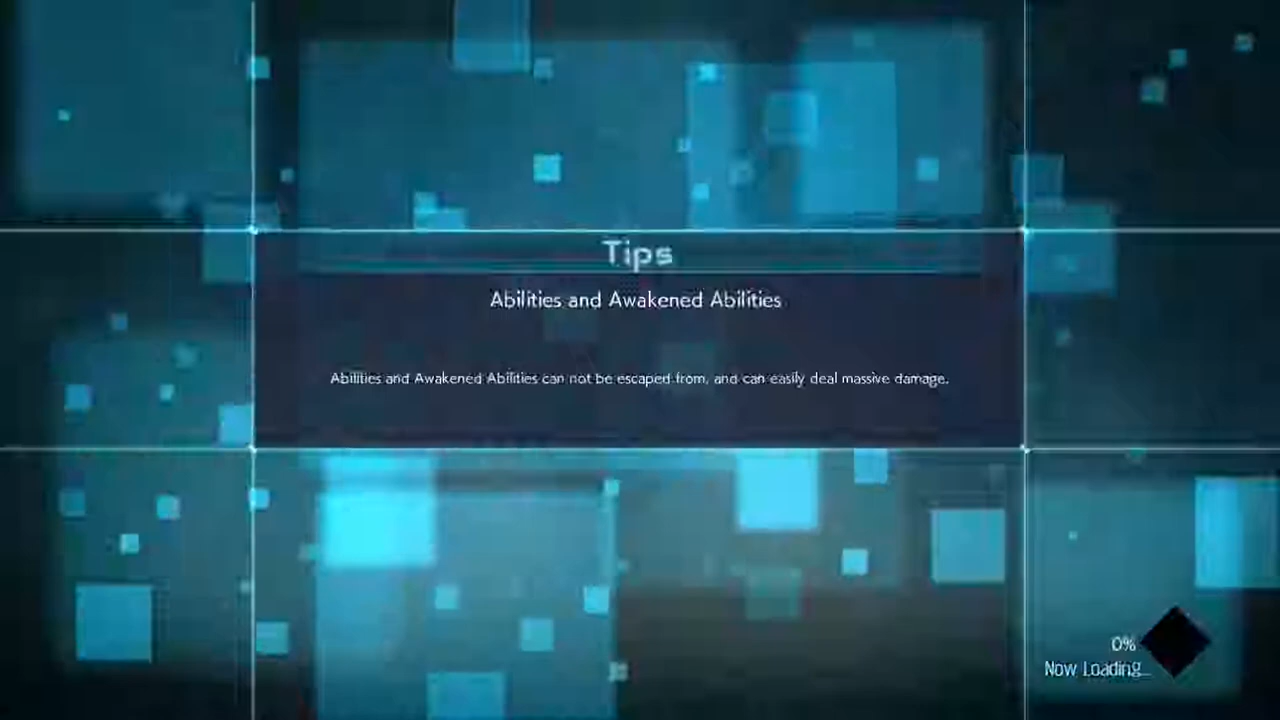 Tips
Abilities and Awakened Abilities
Abilities and Awakened Abilities can not be escaped from, and can easily deal massive damage.
0%
Now Loading...